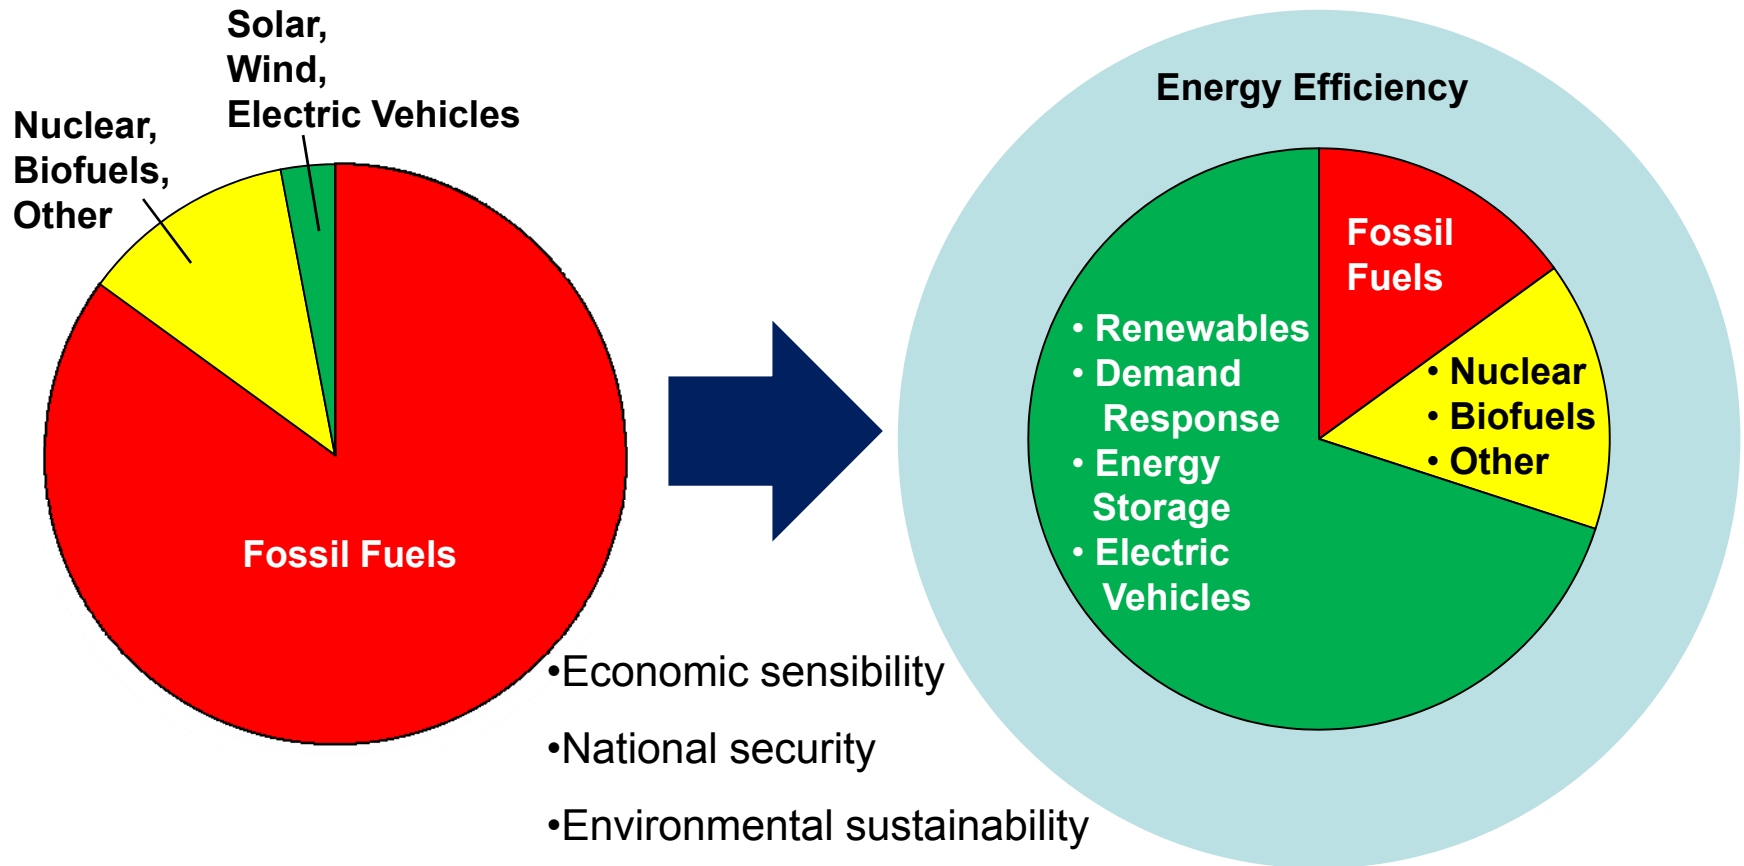 Solar,
Wind,
Electric Vehicles
Nuclear,
Biofuels,
Other
Fossil Fuels
•Economic sensibility
•National security
•Environmental sustainability
Energy Efficiency
Fossil
Fuels
• Renewables
• Demand
Response
• Energy
Storage
• Electric
Vehicles
• Nuclear
• Biofuels
• Other